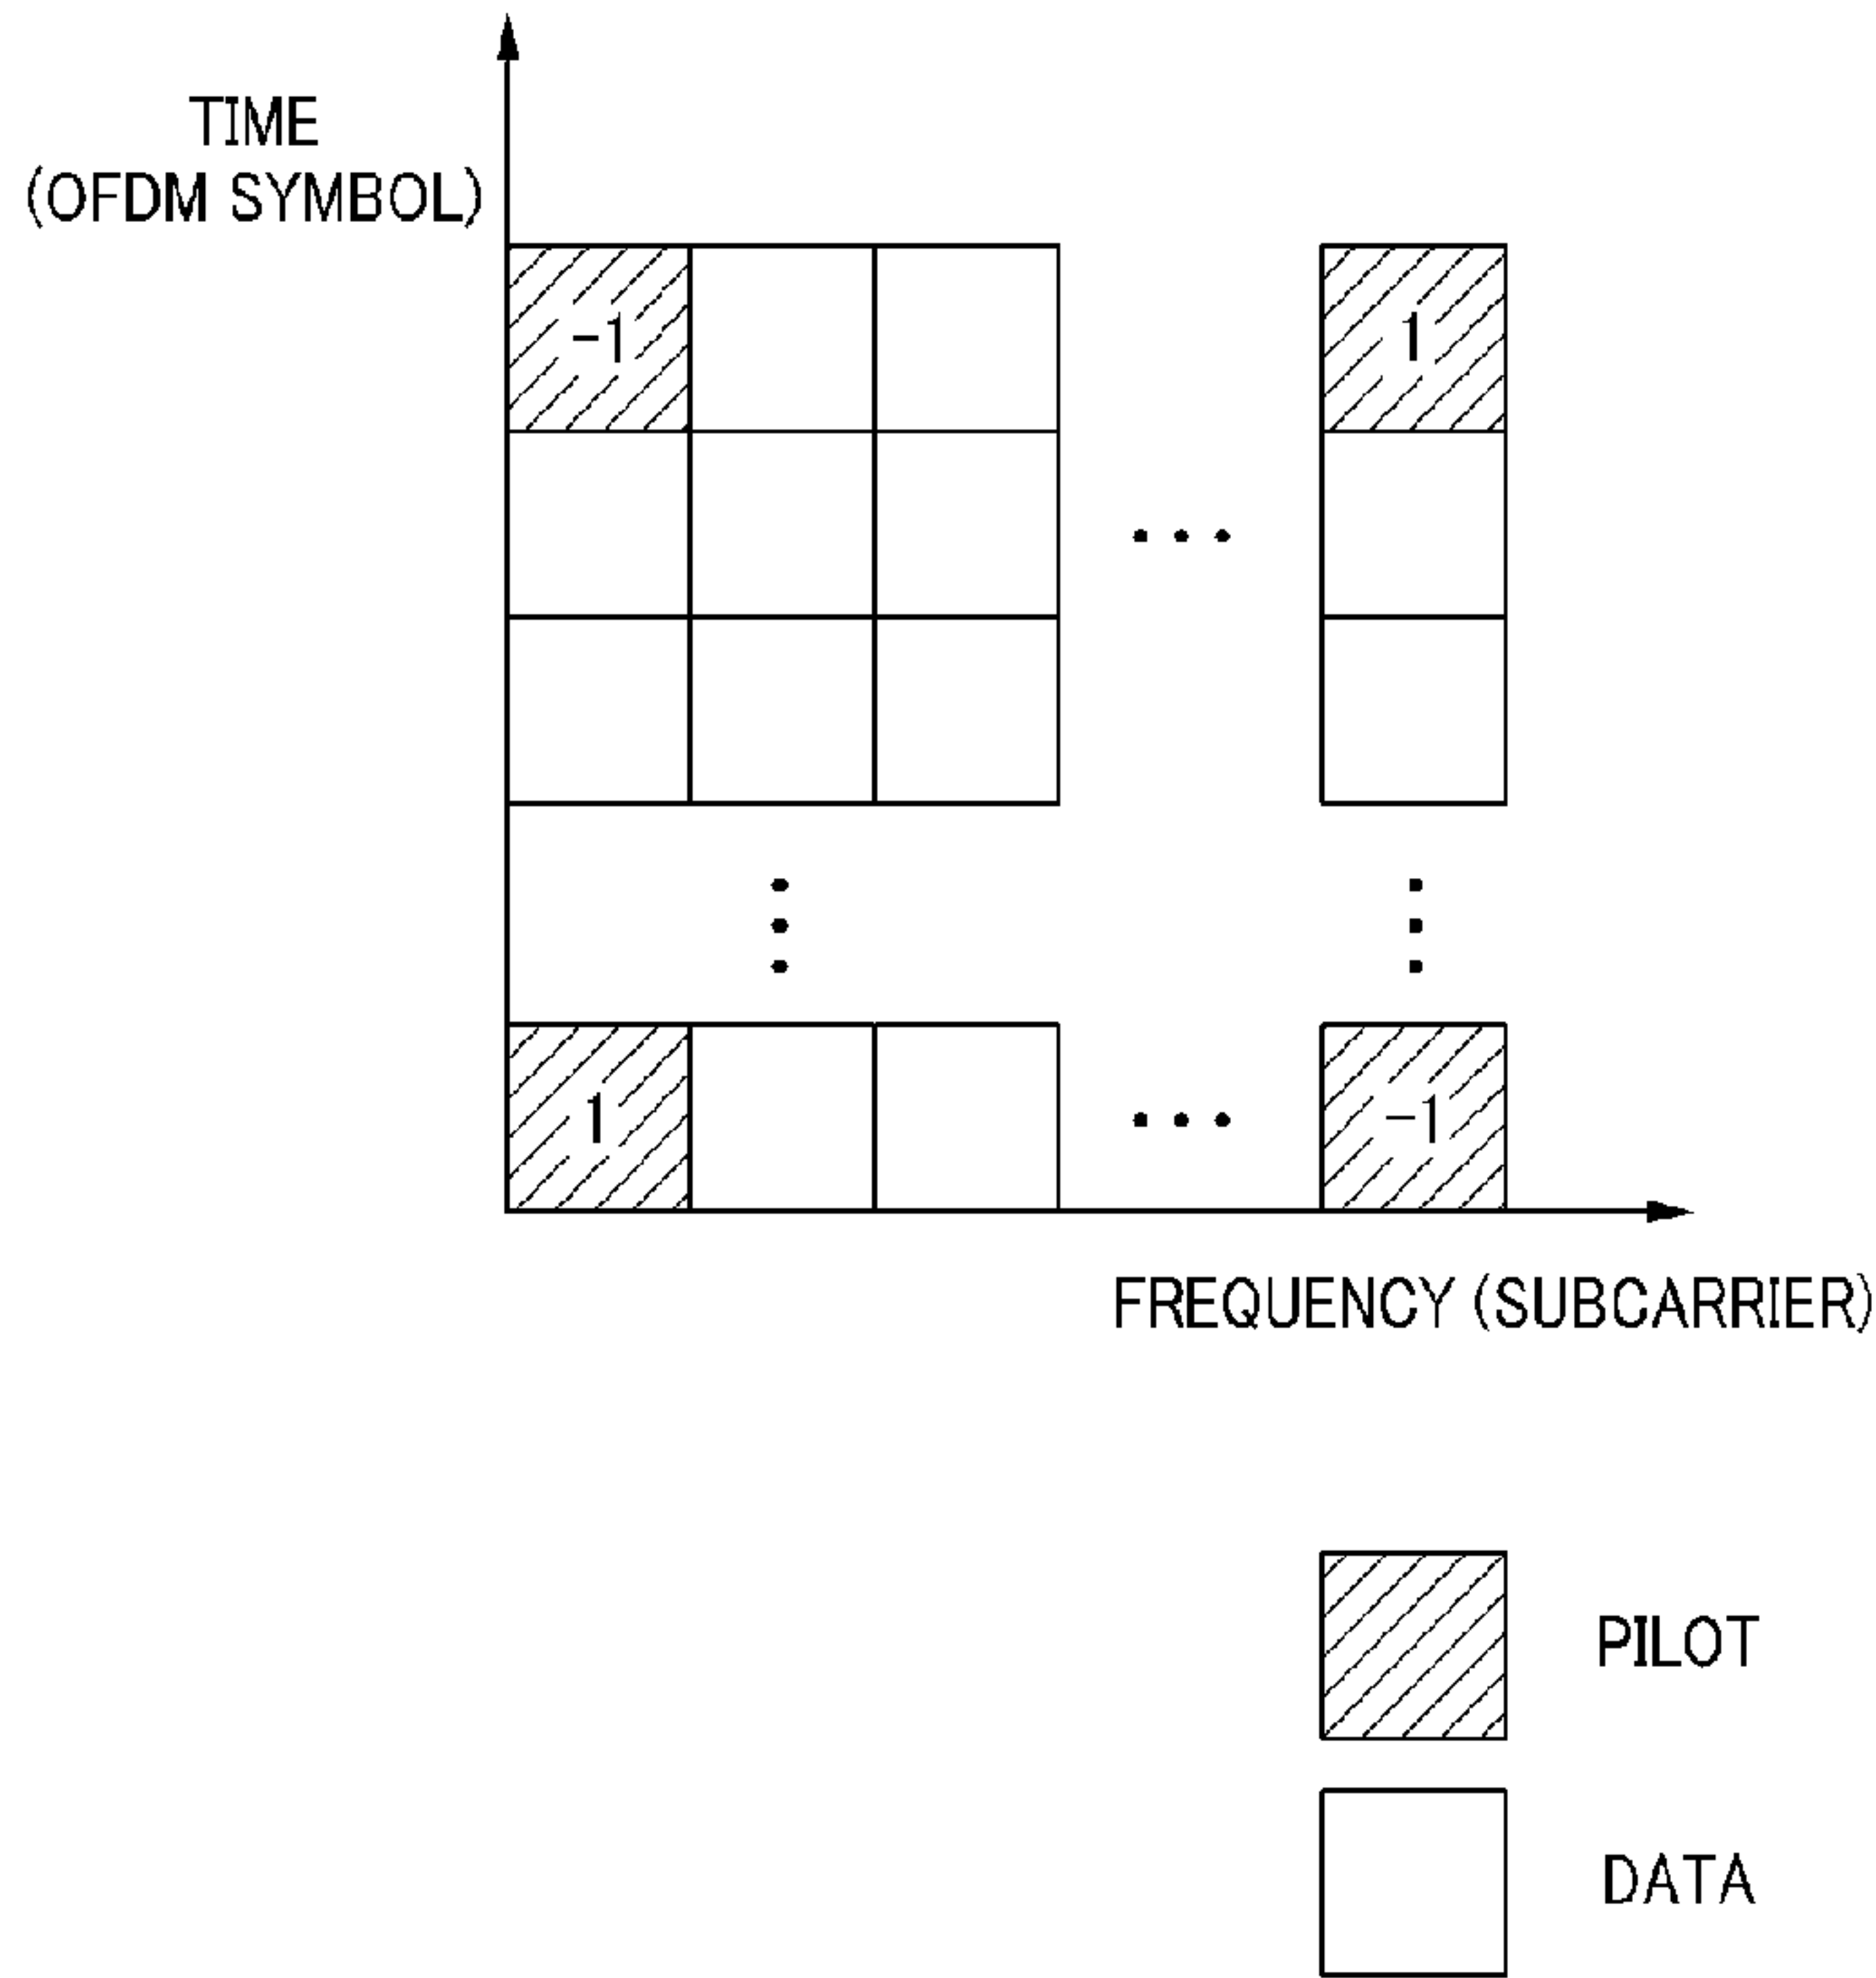 TIME
(OFDM SYMBOL)
-1
1
1
-1
FREQUENCY (SUBCARRIER)
PILOT
DATA